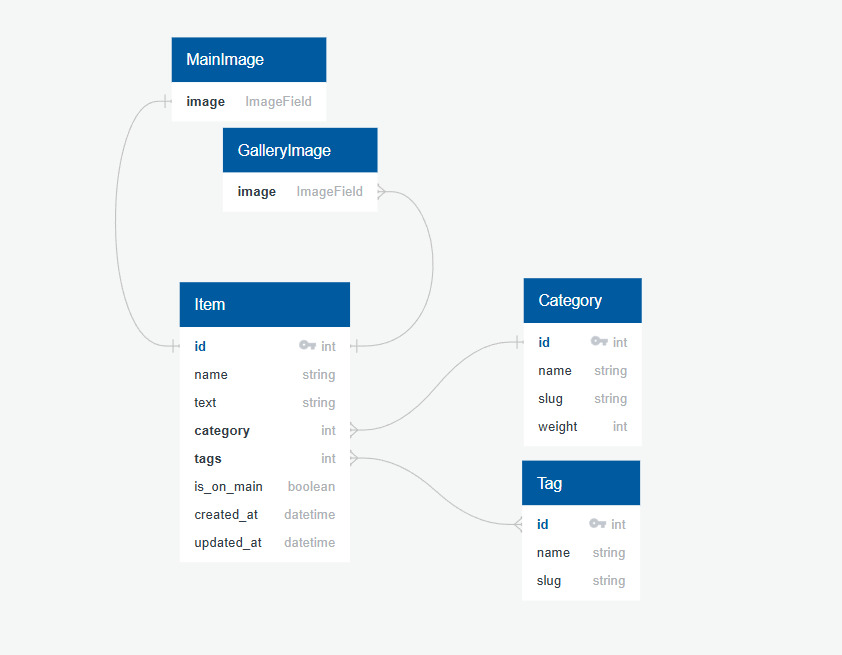 MainImage
image ImageField
GalleryImage
image ImageField
Item
id int
name string
text string
category int
tags int
is_on_main boolean
created_at datetime
updated_at datetime
Category
id int
name string
slug string
weight int
Tag
id int
name string
slug string